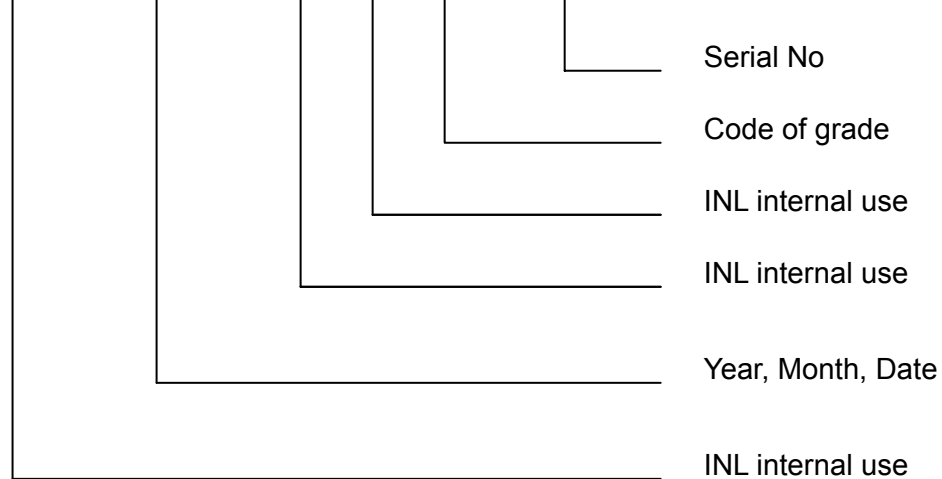 Serial No
Code of grade
INL internal use
INL internal use
Year, Month, Date
INL internal use